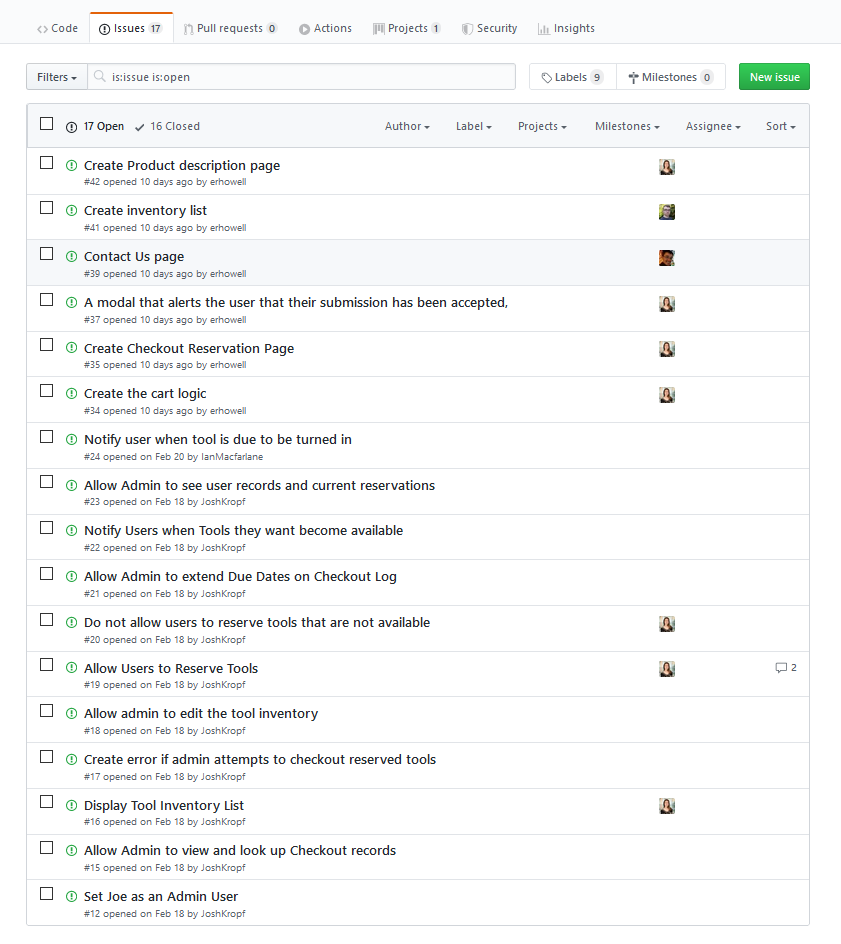 Code Issues 17 Pull requests 0 Actions Projects 1 Security Insights
Filters is:issue is:open Labels 9 Milestones 0 New issue
17 Open 16 Closed Author Label Projects Milestones Assignee Sort
Create Product description page
#42 opened 10 days ago by erhowell
Create inventory list
#41 opened 10 days ago by erhowell
Contact Us page
#39 opened 10 days ago by erhowell
A modal that alerts the user that their submission has been accepted,
#37 opened 10 days ago by erhowell
Create Checkout Reservation Page
#35 opened 10 days ago by erhowell
Create the cart logic
#34 opened 10 days ago by erhowell
Notify user when tool is due to be turned in
#24 opened on Feb 20 by IanMacfarlane
Allow Admin to see user records and current reservations
#23 opened on Feb 18 by JoshKropf
Notify Users when Tools they want become available
#22 opened on Feb 18 by JoshKropf
Allow Admin to extend Due Dates on Checkout Log
#21 opened on Feb 18 by JoshKropf
Do not allow users to reserve tools that are not available
#20 opened on Feb 18 by JoshKropf
Allow Users to Reserve Tools 2
#19 opened on Feb 18 by JoshKropf
Allow admin to edit the tool inventory
#18 opened on Feb 18 by JoshKropf
Create error if admin attempts to checkout reserved tools
#17 opened on Feb 18 by JoshKropf
Display Tool Inventory List
#16 opened on Feb 18 by JoshKropf
Allow Admin to view and look up Checkout records
#15 opened on Feb 18 by JoshKropf
Set Joe as an Admin User
#12 opened on Feb 18 by JoshKropf